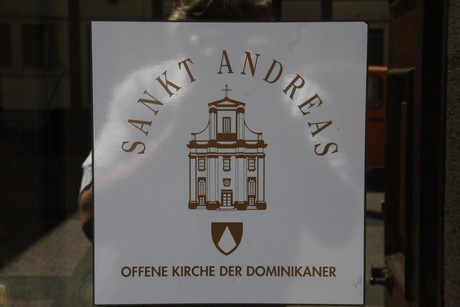 SANKT ANDREAS
OFFENE KIRCHE DER DOMINIKANER